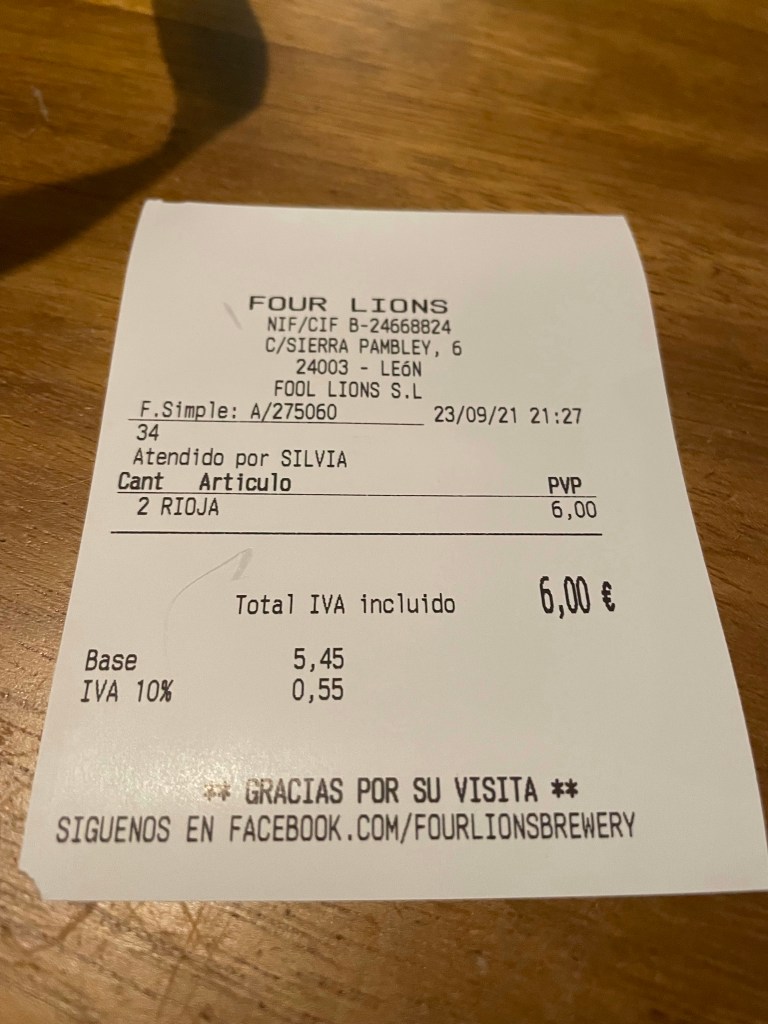 FOUR LIONS
NIF/CIF B-24668824
C/SIERRA PAMBLEY, 6
24003 - LEóN
FOOL LIONS S.L
F.Simple: A/275060 23/09/21 21:27
34
Atendido por SILVIA
Cant Articulo PVP
2 RIOJA 6,00
Total IVA incluido 6,00 €
Base 5,45
IVA 10% 0,55
** GRACIAS POR SU VISITA **
SIGUENOS EN FACEBOOK.COM/FOURLIONSBREWERY